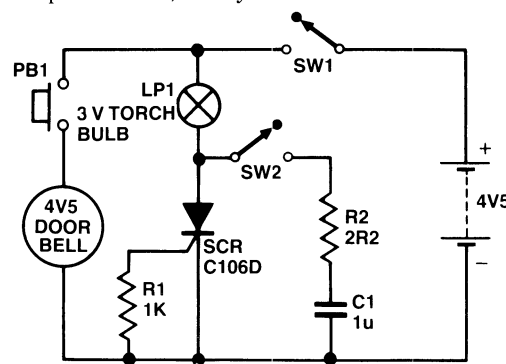 PB1
LP1
3 V TORCH
BULB
SW1
SW2
4V5
DOOR
BELL
SCR
C106D
R1
1K
R2
2R2
C1
1u
+
4V5
−